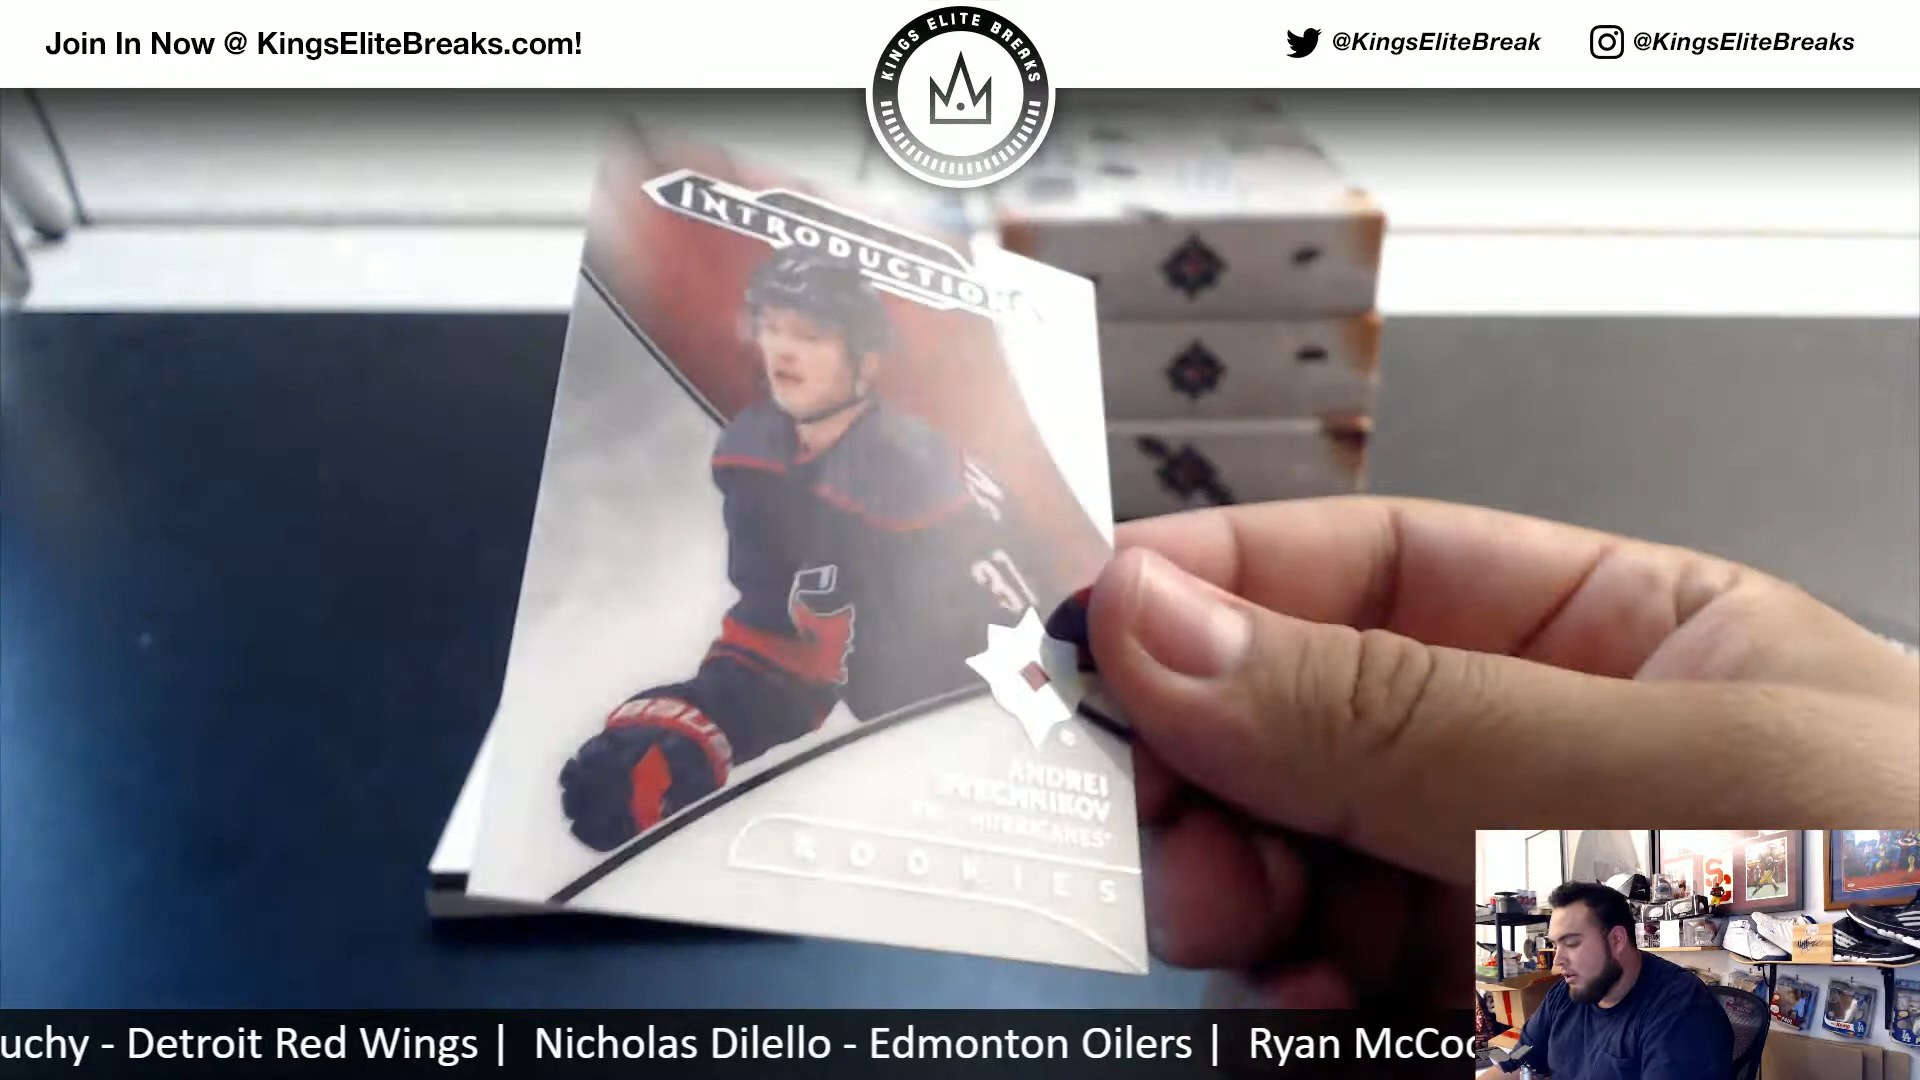 Join In Now @ KingsEliteBreaks.com!
KINGS ELITE BREAKS
@KingsEliteBreak
@KingsEliteBreaks
INTRODUCTIONS
37
ANDREI
SVECHNIKOV
HURRICANES
ROOKIES
uchy - Detroit Red Wings | Nicholas Dilello - Edmonton Oilers | Ryan McCoo